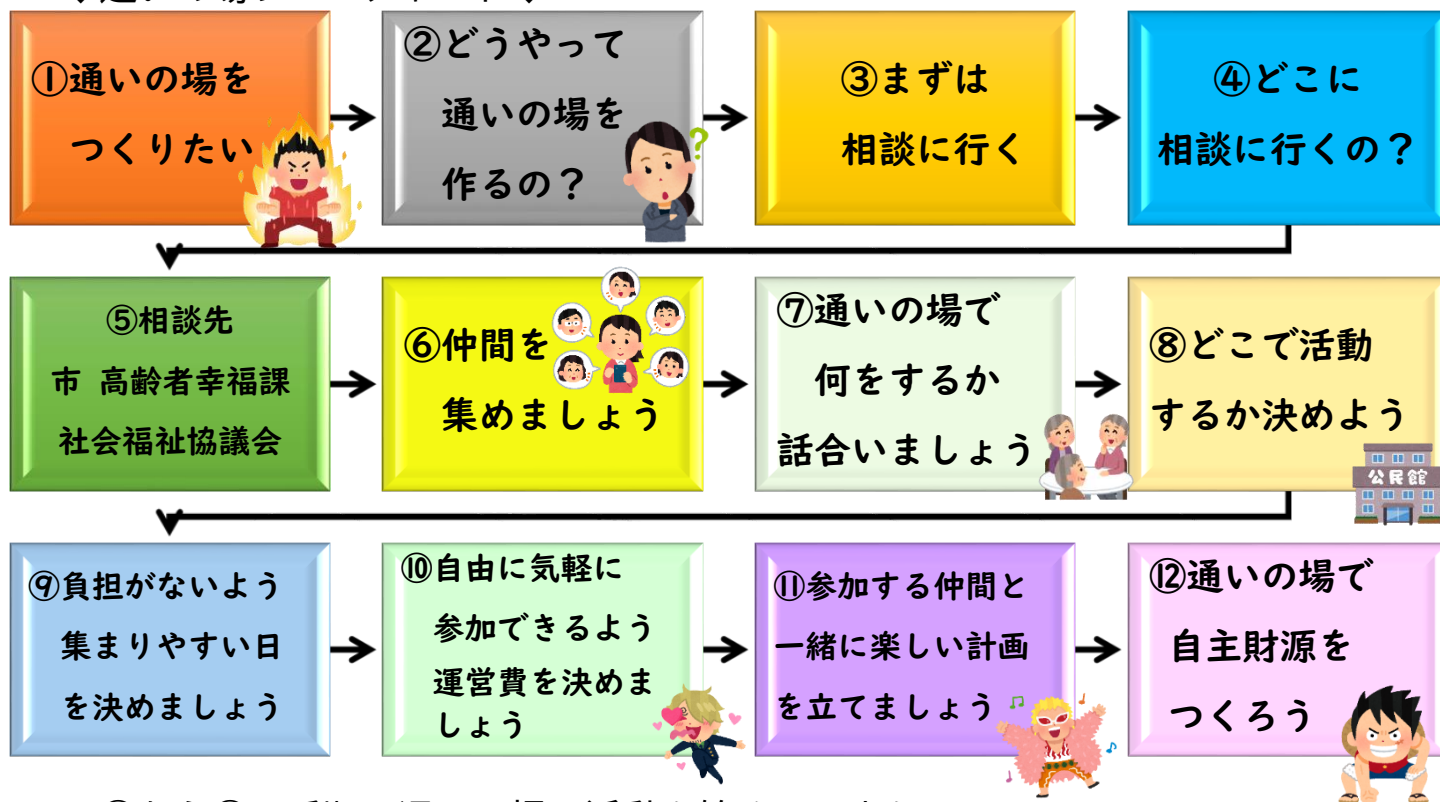 ①通いの場を
つくりたい
②どうやって
通いの場を
作るの？
?
③まずは
相談に行く
④どこに
相談に行くの？
⑤相談先
市 高齢者幸福課
社会福祉協議会
⑥仲間を
集めましょう
⑦通いの場で
何をするか
話合いましょう
⑧どこで活動
するか決めよう
公民館
⑨負担がないよう
集まりやすい日
を決めましょう
⑩自由に気軽に
参加できるよう
運営費を決めま
しょう
⑪参加する仲間と
一緒に楽しい計画
を立てましょう
⑫通いの場で
自主財源を
つくろう